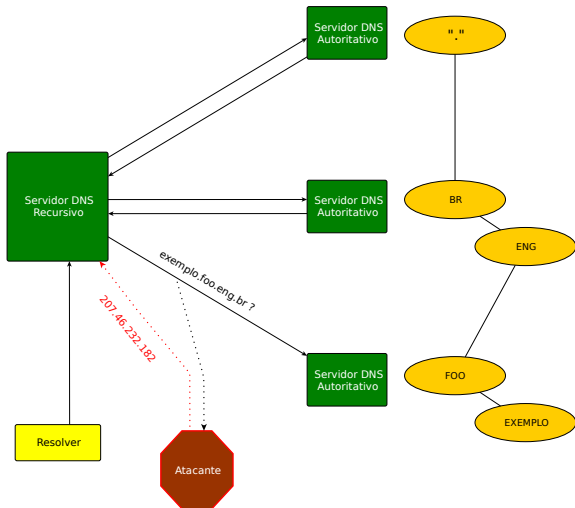 Servidor DNS
Autoritativo
"."
Servidor DNS
Recursivo
Servidor DNS
Autoritativo
BR
ENG
exemplo.foo.eng.br ?
207.46.232.182
Servidor DNS
Autoritativo
FOO
EXEMPLO
Resolver
Atacante